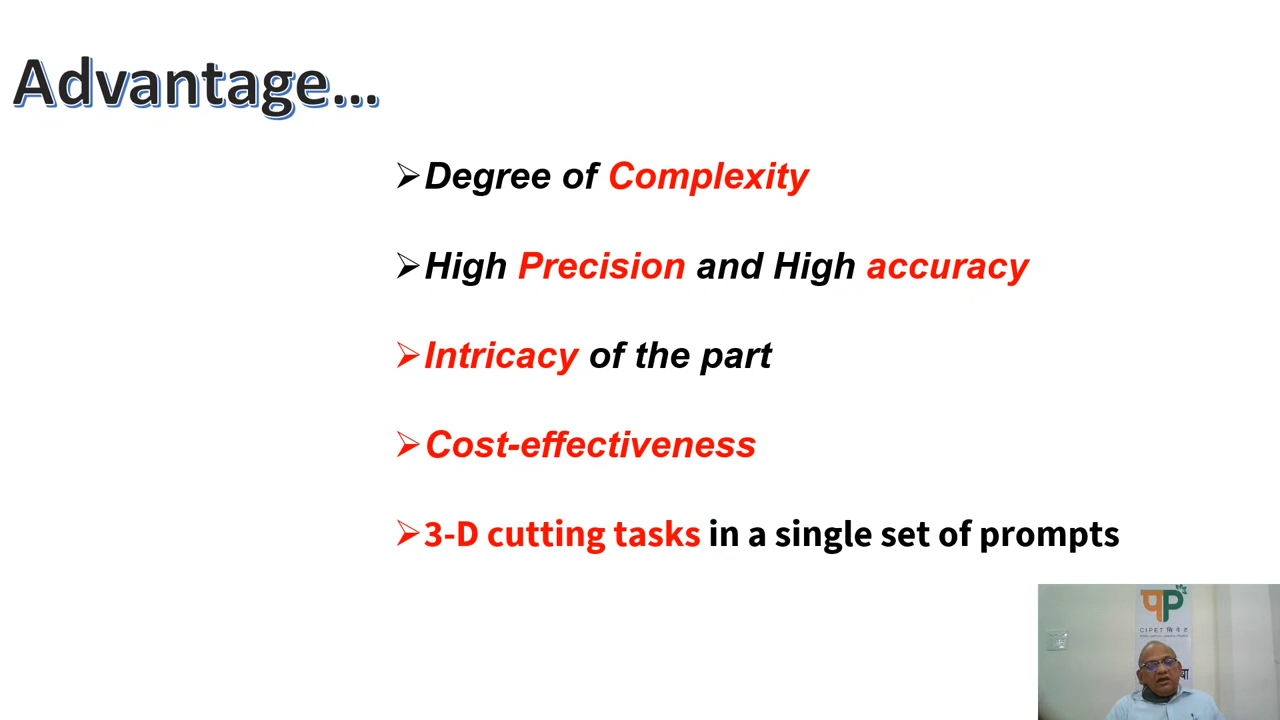 Advantage...
➢Degree of Complexity
➢High Precision and High accuracy
➢Intricacy of the part
➢Cost-effectiveness
➢3-D cutting tasks in a single set of prompts
CIPET सिपेट